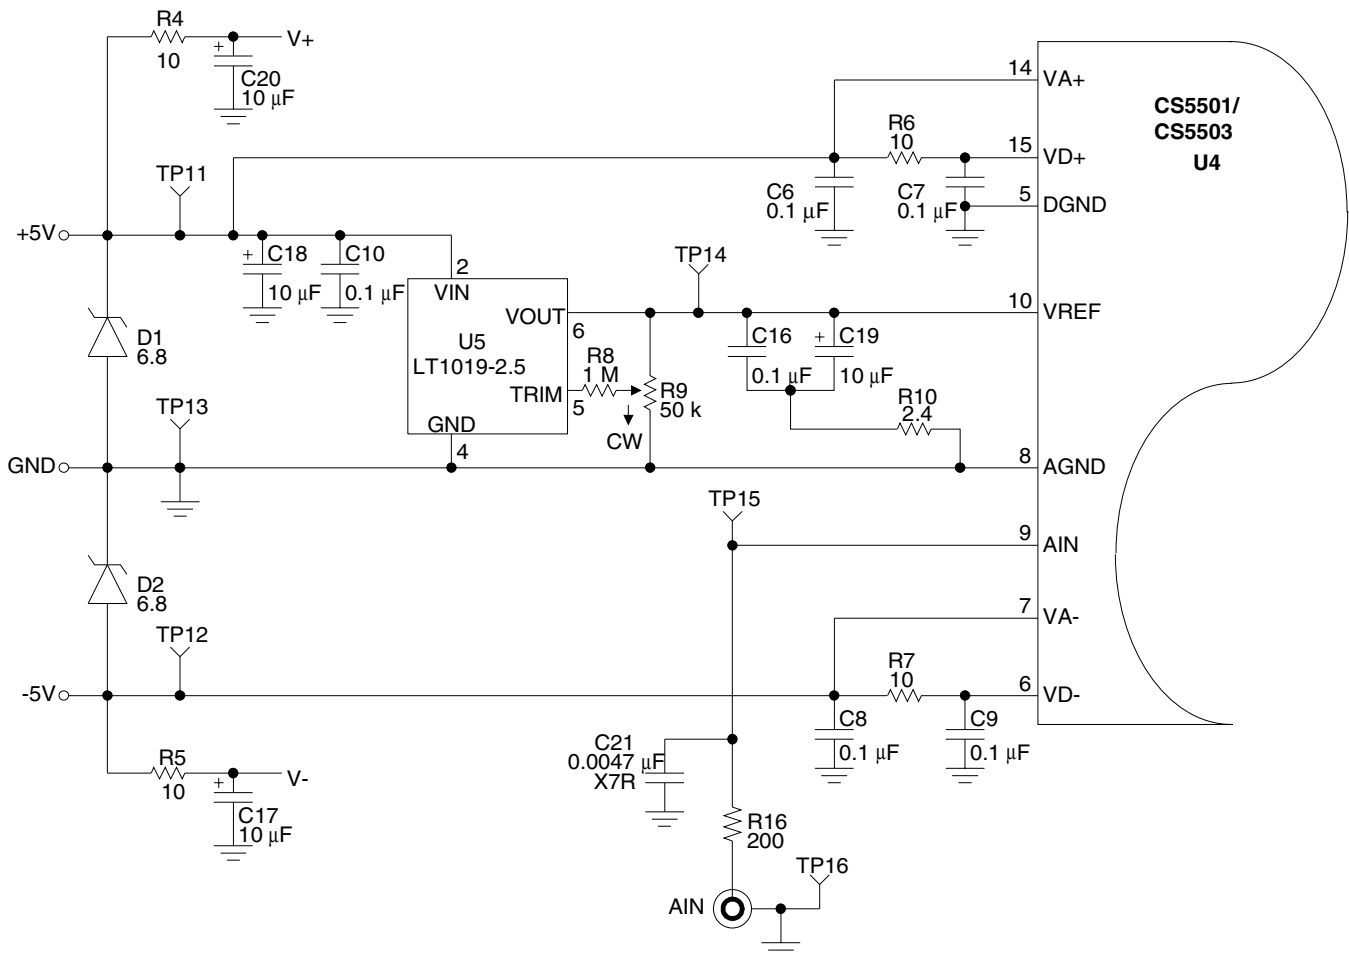 R4
10
V+
+
C20
10 µF
14
VA+
CS5501/
CS5503
U4
R6
10
15
VD+
TP11
C6
0.1 µF
C7
0.1 µF
5
DGND
+5V
+
C18
10 µF
C10
0.1 µF
2
VIN
VOUT
6
U5
LT1019-2.5
TRIM
5
GND
4
TP14
10
VREF
D1
6.8
R8
1 M
R9
50 k
CW
C16
0.1 µF
+
C19
10 µF
R10
2.4
TP13
GND
8
AGND
TP15
9
AIN
D2
6.8
7
VA-
TP12
R7
10
-5V
6
VD-
C8
0.1 µF
C9
0.1 µF
R5
10
V-
+
C17
10 µF
C21
0.0047 µF
X7R
R16
200
TP16
AIN